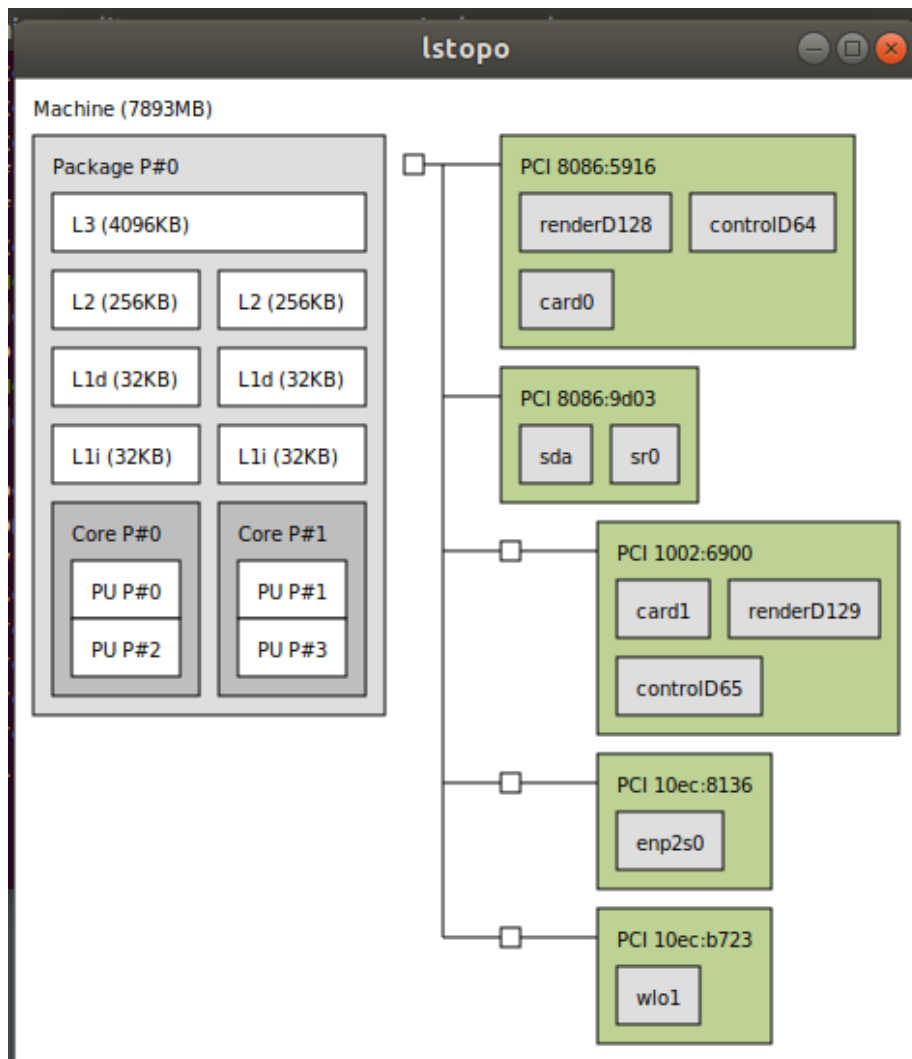 lstopo
Machine (7893MB)
Package P#0
L3 (4096KB)
L2 (256KB) L2 (256KB)
L1d (32KB) L1d (32KB)
L1i (32KB) L1i (32KB)
Core P#0 Core P#1
PU P#0 PU P#1
PU P#2 PU P#3
PCI 8086:5916
renderD128 controlD64
card0
PCI 8086:9d03
sda sr0
PCI 1002:6900
card1 renderD129
controlD65
PCI 10ec:8136
enp2s0
PCI 10ec:b723
wlo1